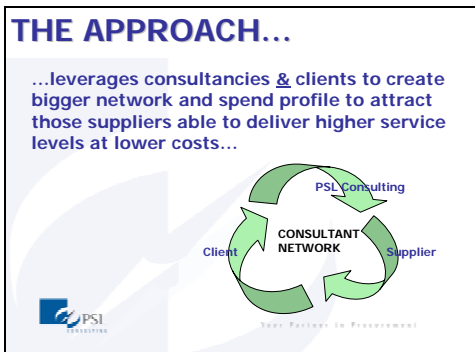 THE APPROACH…
…leverages consultancies & clients to create
bigger network and spend profile to attract
those suppliers able to deliver higher service
levels at lower costs…
PSL Consulting
CONSULTANT
NETWORK
Client
Supplier
PSL
CONSULTING
Your Partner in Procurement